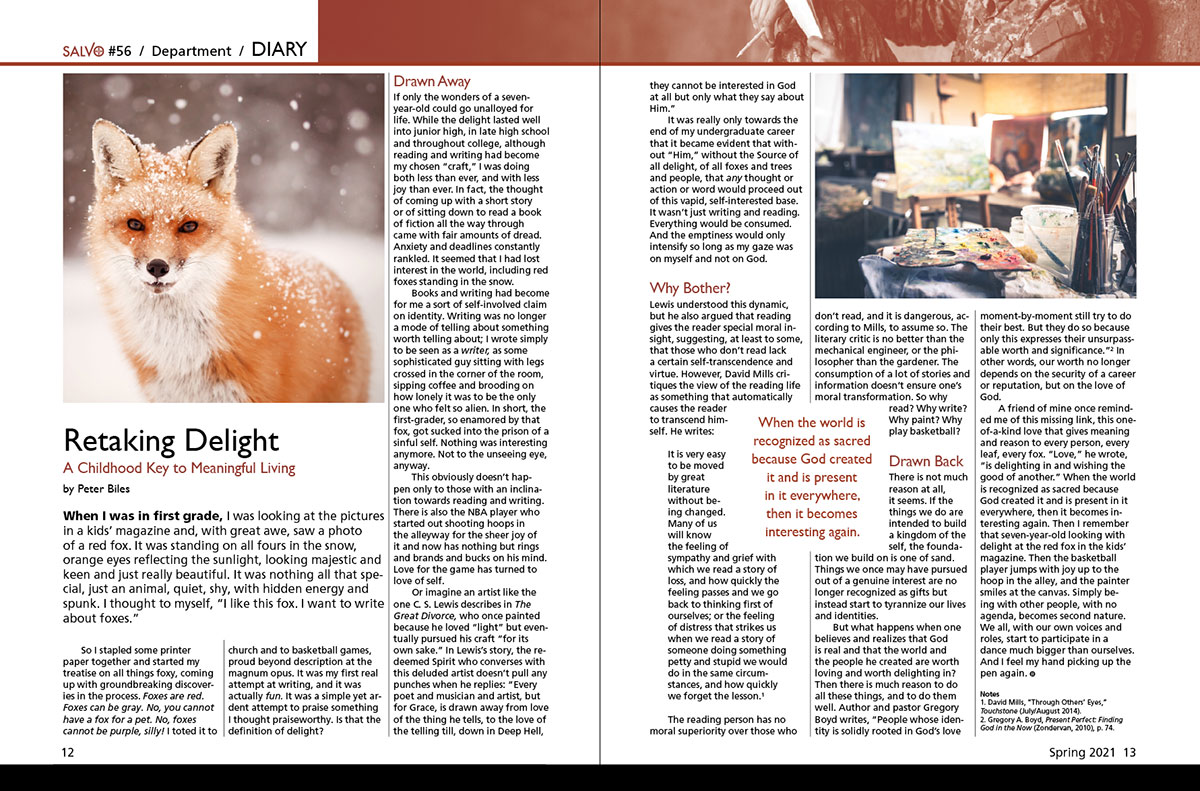 SALVO #56 / Department / DIARY
Retaking Delight
A Childhood Key to Meaningful Living
by Peter Biles
When I was in first grade, I was looking at the pictures
in a kids’ magazine and, with great awe, saw a photo
of a red fox. It was standing on all fours in the snow,
orange eyes reflecting the sunlight, looking majestic and
keen and just really beautiful. It was nothing all that spe-
cial, just an animal, quiet, shy, with hidden energy and
spunk. I thought to myself, “I like this fox. I want to write
about foxes.”
So I stapled some printer
paper together and started my
treatise on all things foxy, coming
up with groundbreaking discover-
ies in the process. Foxes are red.
Foxes can be gray. No, you cannot
have a fox for a pet. No, foxes
cannot be purple, silly! I toted it to
church and to basketball games,
proud beyond description at the
magnum opus. It was my first real
attempt at writing, and it was
actually fun. It was a simple yet ar-
dent attempt to praise something
I thought praiseworthy. Is that the
definition of delight?
Drawn Away
If only the wonders of a seven-
year-old could go unalloyed for
life. While the delight lasted well
into junior high, in late high school
and throughout college, although
reading and writing had become
my chosen “craft,” I was doing
both less than ever, and with less
joy than ever. In fact, the thought
of coming up with a short story
or of sitting down to read a book
of fiction all the way through
came with fair amounts of dread.
Anxiety and deadlines constantly
rankled. It seemed that I had lost
interest in the world, including red
foxes standing in the snow.
Books and writing had become
for me a sort of self-involved claim
on identity. Writing was no longer
a mode of telling about something
worth telling about; I wrote simply
to be seen as a writer, as some
sophisticated guy sitting with legs
crossed in the corner of the room,
sipping coffee and brooding on
how lonely it was to be the only
one who felt so alien. In short, the
first-grader, so enamored by that
fox, got sucked into the prison of a
sinful self. Nothing was interesting
anymore. Not to the unseeing eye,
anyway.
This obviously doesn’t hap-
pen only to those with an inclina-
tion towards reading and writing.
There is also the NBA player who
started out shooting hoops in
the alleyway for the sheer joy of
it and now has nothing but rings
and brands and bucks on his mind.
Love for the game has turned to
love of self.
Or imagine an artist like the
one C. S. Lewis describes in The
Great Divorce, who once painted
because he loved “light” but even-
tually pursued his craft “for its
own sake.” In Lewis’s story, the re-
deemed Spirit who converses with
this deluded artist doesn’t pull any
punches when he replies: “Every
poet and musician and artist, but
for Grace, is drawn away from love
of the thing he tells, to the love of
the telling till, down in Deep Hell,
12
they cannot be interested in God
at all but only what they say about
Him.”
It was really only towards the
end of my undergraduate career
that it became evident that with-
out “Him,” without the Source of
all delight, of all foxes and trees
and people, that any thought or
action or word would proceed out
of this vapid, self-interested base.
It wasn’t just writing and reading.
Everything would be consumed.
And the emptiness would only
intensify so long as my gaze was
on myself and not on God.
Why Bother?
Lewis understood this dynamic,
but he also argued that reading
gives the reader special moral in-
sight, suggesting, at least to some,
that those who don’t read lack
a certain self-transcendence and
virtue. However, David Mills cri-
tiques the view of the reading life
as something that automatically
causes the reader
to transcend him-
self. He writes:
It is very easy
to be moved
by great
literature
without be-
ing changed.
Many of us
will know
the feeling of
sympathy and grief with
which we read a story of
loss, and how quickly the
feeling passes and we go
back to thinking first of
ourselves; or the feeling
of distress that strikes us
when we read a story of
someone doing something
petty and stupid we would
do in the same circum-
stances, and how quickly
we forget the lesson.¹
The reading person has no
moral superiority over those who
When the world is
recognized as sacred
because God created
it and is present
in it everywhere,
then it becomes
interesting again.
don’t read, and it is dangerous, ac-
cording to Mills, to assume so. The
literary critic is no better than the
mechanical engineer, or the phi-
losopher than the gardener. The
consumption of a lot of stories and
information doesn’t ensure one’s
moral transformation. So why
read? Why write?
Why paint? Why
play basketball?
Drawn Back
There is not much
reason at all,
it seems. If the
things we do are
intended to build
a kingdom of the
self, the founda-
tion we build on is one of sand.
Things we once may have pursued
out of a genuine interest are no
longer recognized as gifts but
instead start to tyrannize our lives
and identities.
But what happens when one
believes and realizes that God
is real and that the world and
the people he created are worth
loving and worth delighting in?
Then there is much reason to do
all these things, and to do them
well. Author and pastor Gregory
Boyd writes, “People whose iden-
tity is solidly rooted in God’s love
moment-by-moment still try to do
their best. But they do so because
only this expresses their unsurpass-
able worth and significance.”² In
other words, our worth no longer
depends on the security of a career
or reputation, but on the love of
God.
A friend of mine once remind-
ed me of this missing link, this one-
of-a-kind love that gives meaning
and reason to every person, every
leaf, every fox. “Love,” he wrote,
“is delighting in and wishing the
good of another.” When the world
is recognized as sacred because
God created it and is present in it
everywhere, then it becomes in-
teresting again. Then I remember
that seven-year-old looking with
delight at the red fox in the kids’
magazine. Then the basketball
player jumps with joy up to the
hoop in the alley, and the painter
smiles at the canvas. Simply be-
ing with other people, with no
agenda, becomes second nature.
We all, with our own voices and
roles, start to participate in a
dance much bigger than ourselves.
And I feel my hand picking up the
pen again.
Notes
1. David Mills, “Through Others’ Eyes,”
Touchstone (July/August 2014).
2. Gregory A. Boyd, Present Perfect: Finding
God in the Now (Zondervan, 2010), p. 74.
Spring 2021 13